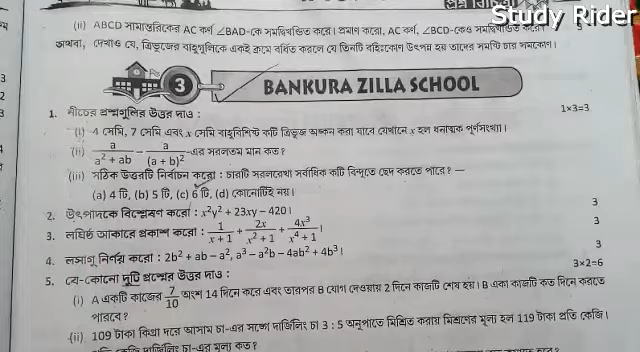 Study Rider
(ii) ABCD সামান্তরিকের AC কর্ণ ∠BAD-কে সমদ্বিখণ্ডিত করে। প্রমাণ করো, AC কর্ণ, ∠BCD-কেও সমদ্বিখণ্ডিত করে। 5
অথবা, দেখাও যে, ত্রিভুজের বাহুগুলিকে একই ক্রমে বর্ধিত করলে যে তিনটি বহিঃকোণ উৎপন্ন হয় তাদের সমষ্টি চার সমকোণ।
3 BANKURA ZILLA SCHOOL
1. নীচের প্রশ্নগুলির উত্তর দাও : 1×3=3
(i) 4 সেমি, 7 সেমি এবং x সেমি বাহুবিশিষ্ট কটি ত্রিভুজ অঙ্কন করা যাবে যেখানে x হল ধনাত্মক পূর্ণসংখ্যা।
(ii) a/(a² + ab) − a/(a + b)² -এর সরলতম মান কত?
(iii) সঠিক উত্তরটি নির্বাচন করো : চারটি সরলরেখা সর্বাধিক কটি বিন্দুতে ছেদ করতে পারে? —
(a) 4 টি, (b) 5 টি, (c) 6 টি, (d) কোনোটিই নয়।
2. উৎপাদকে বিশ্লেষণ করো : x²y² + 23xy − 420। 3
3. লঘিষ্ঠ আকারে প্রকাশ করো : 1/(x + 1) + 2x/(x² + 1) + 4x³/(x⁴ + 1)। 3
4. লসাগু নির্ণয় করো : 2b² + ab − a², a³ − a²b − 4ab² + 4b³। 3
5. যে-কোনো দুটি প্রশ্নের উত্তর দাও : 3×2=6
(i) A একটি কাজের 7/10 অংশ 14 দিনে করে এবং তারপর B যোগ দেওয়ায় 2 দিনে কাজটি শেষ হয়। B একা কাজটি কত দিনে করতে
পারবে?
(ii) 109 টাকা কিগ্রা দরে আসাম চা-এর সঙ্গে দার্জিলিং চা 3 : 5 অনুপাতে মিশ্রিত করায় মিশ্রণের মূল্য হল 119 টাকা প্রতি কেজি।